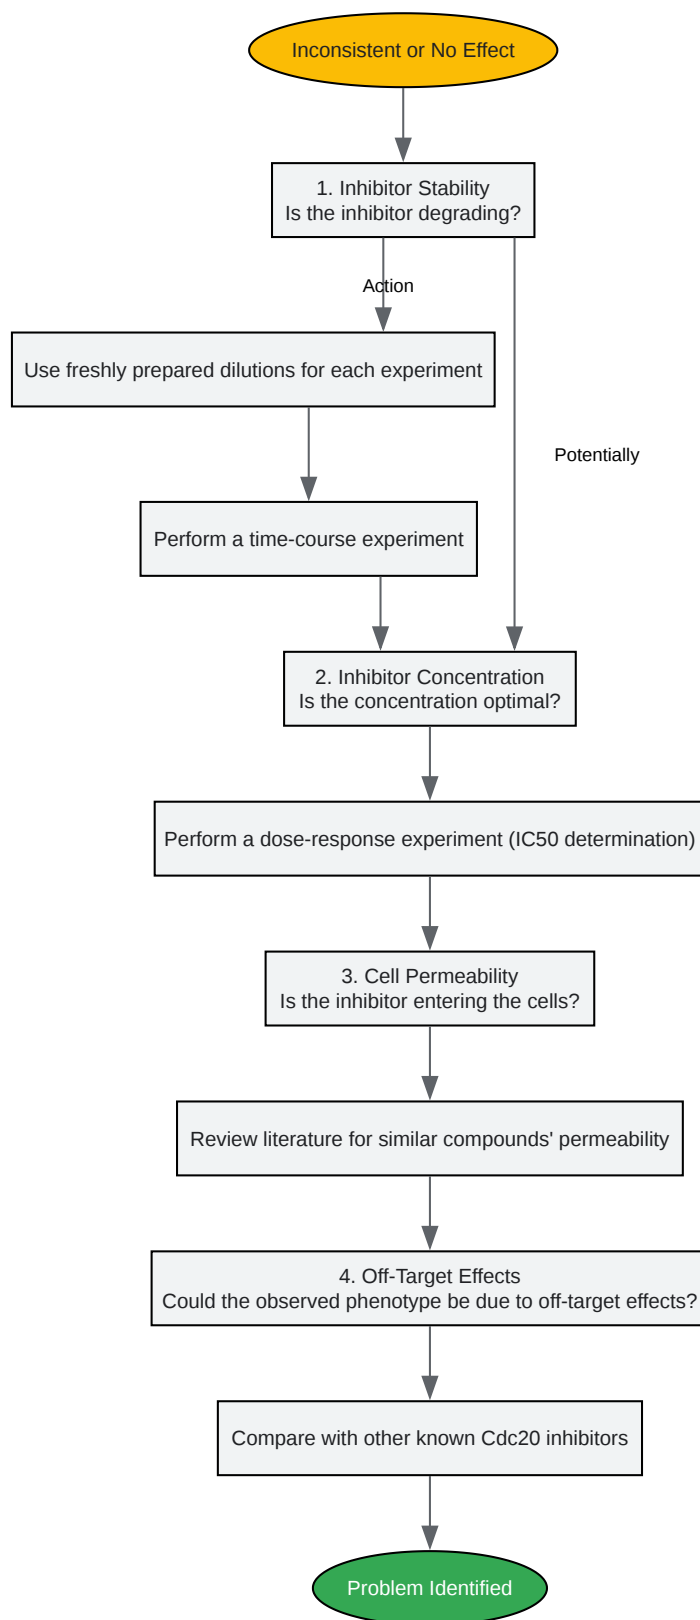 Inconsistent or No Effect
1. Inhibitor Stability
Is the inhibitor degrading?
Action
Use freshly prepared dilutions for each experiment
Potentially
Perform a time-course experiment
2. Inhibitor Concentration
Is the concentration optimal?
Perform a dose-response experiment (IC50 determination)
3. Cell Permeability
Is the inhibitor entering the cells?
Review literature for similar compounds' permeability
4. Off-Target Effects
Could the observed phenotype be due to off-target effects?
Compare with other known Cdc20 inhibitors
Problem Identified